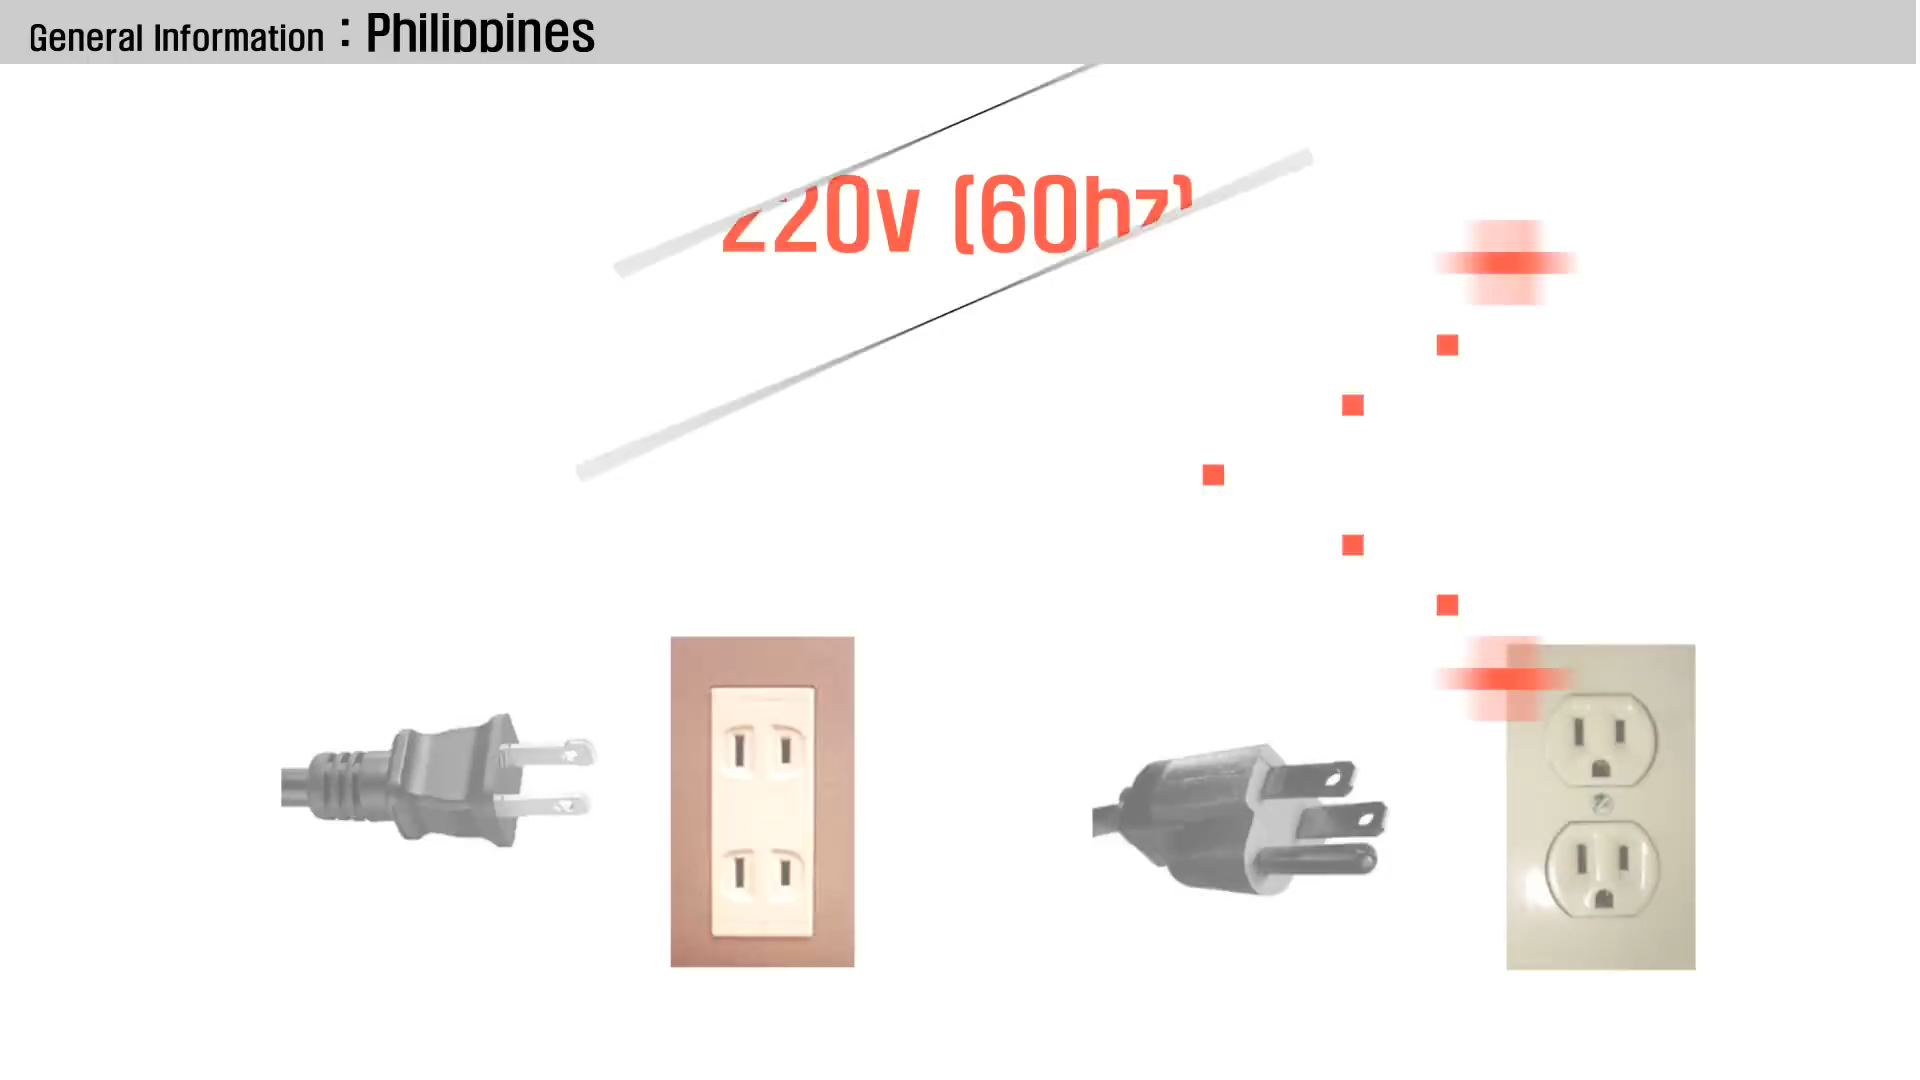 General Information : Philippines
220v (60hz)